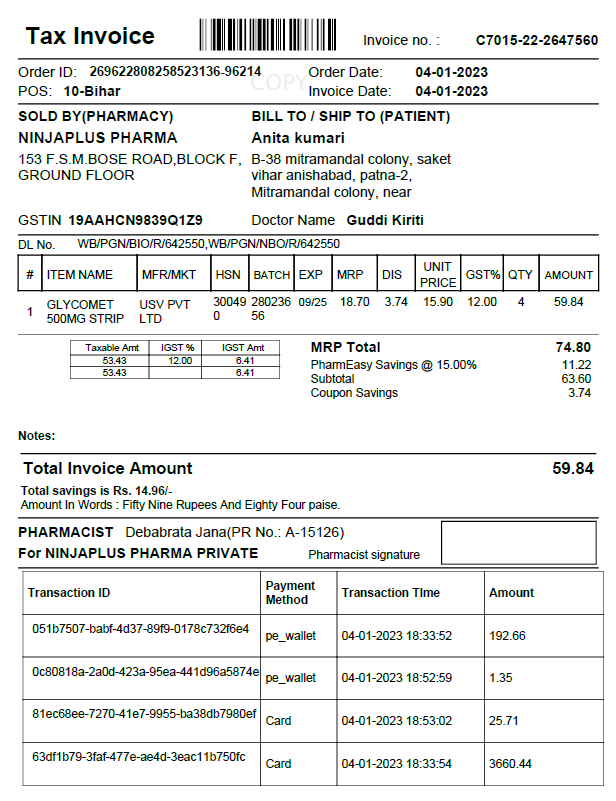 Tax Invoice
Invoice no. : C7015-22-2647560
Order ID: 269622808258523136-96214 Order Date: 04-01-2023
COPY
POS: 10-Bihar Invoice Date: 04-01-2023
SOLD BY(PHARMACY) BILL TO / SHIP TO (PATIENT)
NINJAPLUS PHARMA Anita kumari
153 F.S.M.BOSE ROAD,BLOCK F, B-38 mitramandal colony, saket
GROUND FLOOR vihar anishabad, patna-2,
Mitramandal colony, near
GSTIN 19AAHCN9839Q1Z9 Doctor Name Guddi Kiriti
DL No. WB/PGN/BIO/R/642550,WB/PGN/NBO/R/642550
# ITEM NAME MFR/MKT HSN BATCH EXP MRP DIS UNIT PRICE GST% QTY AMOUNT
1 GLYCOMET USV PVT 30049 280236 09/25 18.70 3.74 15.90 12.00 4 59.84
500MG STRIP LTD 0 56
Taxable Amt IGST % IGST Amt
53.43 12.00 6.41
53.43 6.41
MRP Total 74.80
PharmEasy Savings @ 15.00% 11.22
Subtotal 63.60
Coupon Savings 3.74
Notes:
Total Invoice Amount 59.84
Total savings is Rs. 14.96/-
Amount In Words : Fifty Nine Rupees And Eighty Four paise.
PHARMACIST Debabrata Jana(PR No.: A-15126)
For NINJAPLUS PHARMA PRIVATE Pharmacist signature
Transaction ID Payment Method Transaction TIme Amount
051b7507-babf-4d37-89f9-0178c732f6e4 pe_wallet 04-01-2023 18:33:52 192.66
0c80818a-2a0d-423a-95ea-441d96a5874e pe_wallet 04-01-2023 18:52:59 1.35
81ec68ee-7270-41e7-9955-ba38db7980ef Card 04-01-2023 18:53:02 25.71
63df1b79-3faf-477e-ae4d-3eac11b750fc Card 04-01-2023 18:33:54 3660.44